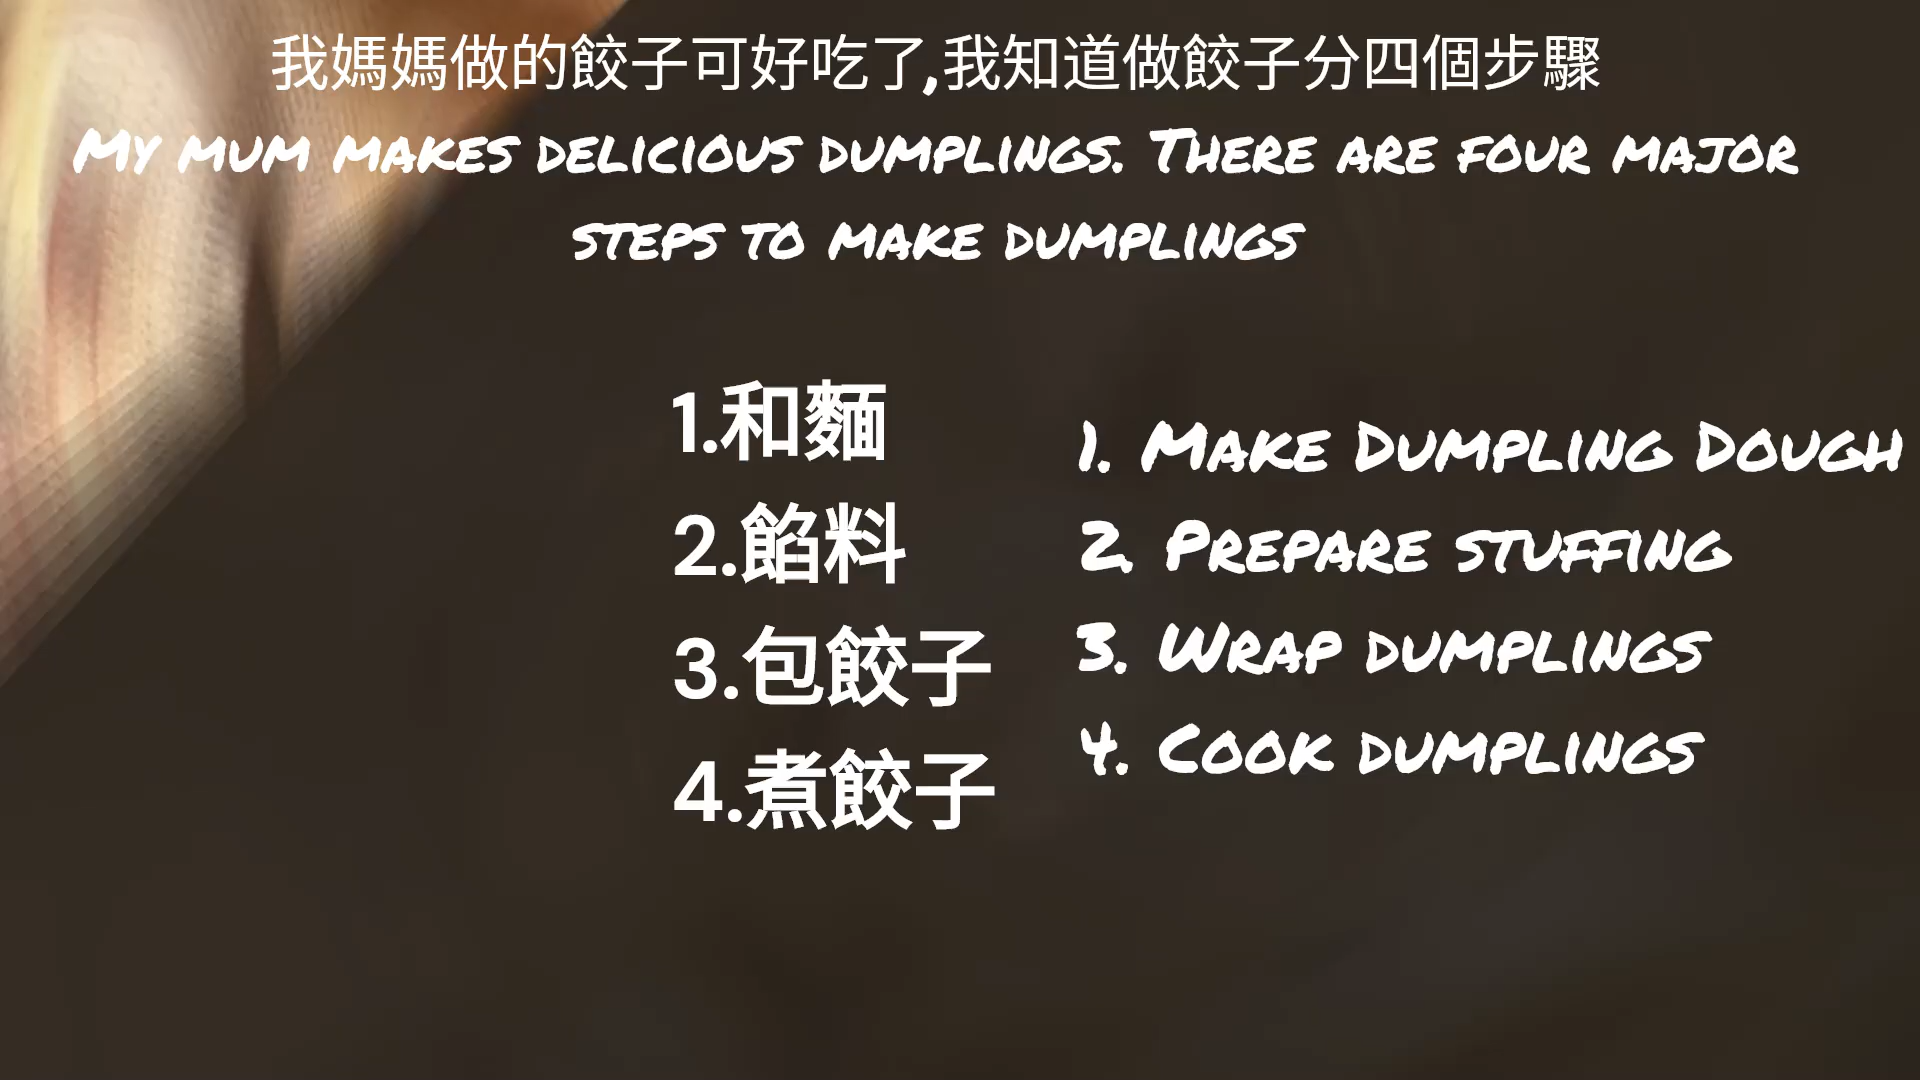 我媽媽做的餃子可好吃了,我知道做餃子分四個步驟
My mum makes delicious dumplings. There are four major
steps to make dumplings
1.和麵
2.餡料
3.包餃子
4.煮餃子
1. Make Dumpling Dough
2. Prepare stuffing
3. Wrap dumplings
4. Cook dumplings